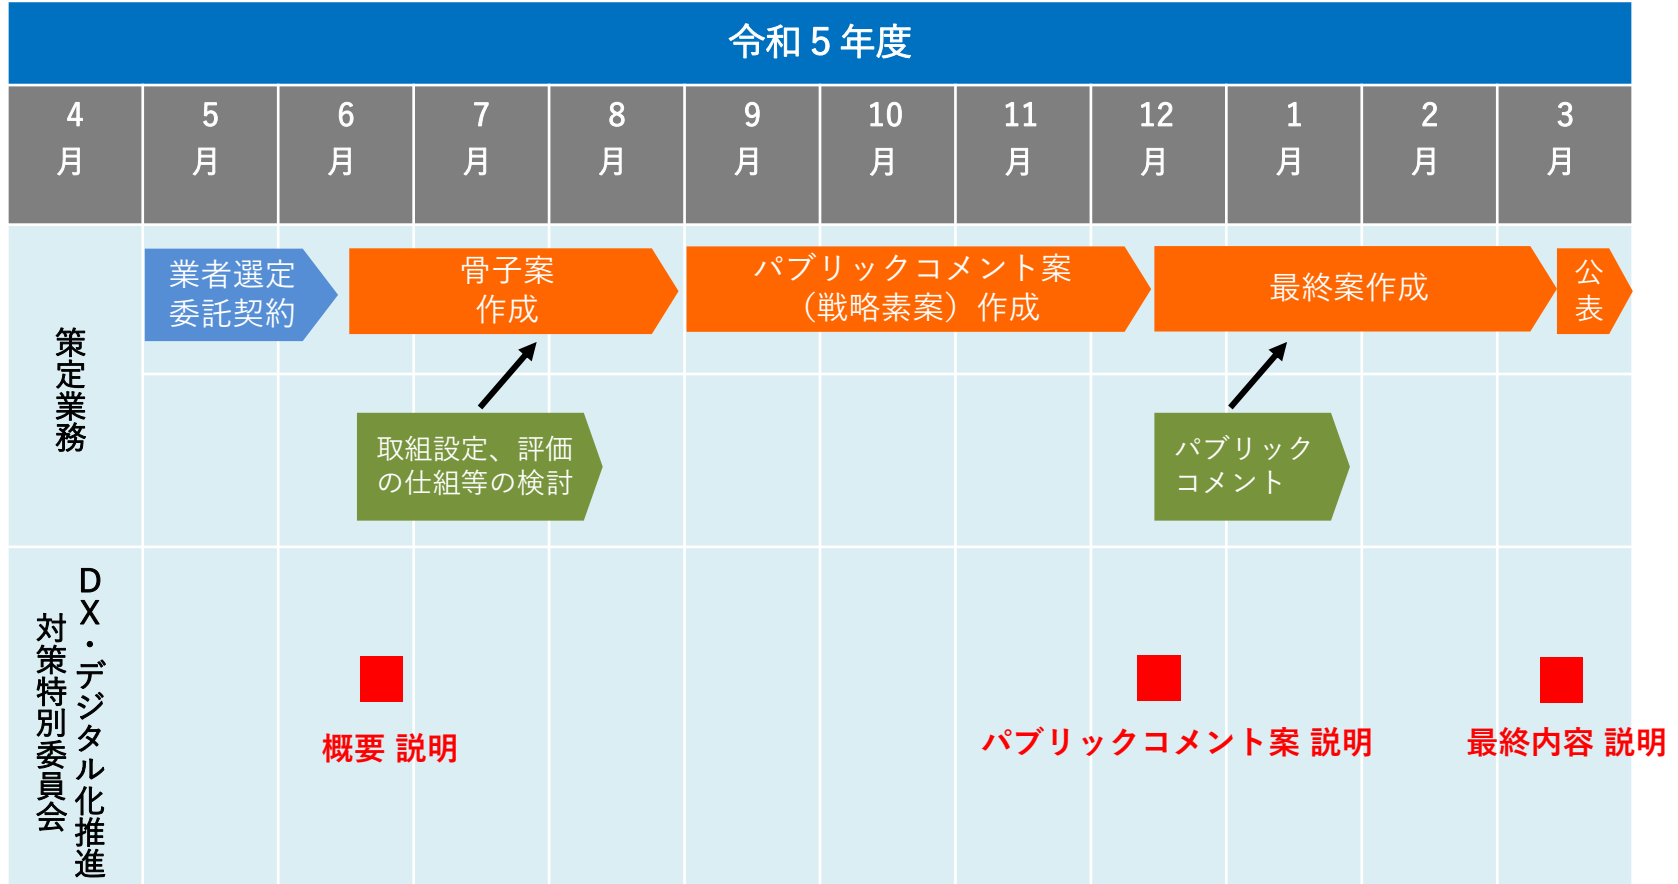 令和５年度
4
月
5
月
6
月
7
月
8
月
9
月
10
月
11
月
12
月
1
月
2
月
3
月
策定業務
業者選定
委託契約
骨子案
作成
パブリックコメント案
（戦略素案）作成
最終案作成
公
表
取組設定、評価
の仕組等の検討
パブリック
コメント
ＤＸ・デジタル化推進
対策特別委員会
概要 説明
パブリックコメント案 説明
最終内容 説明